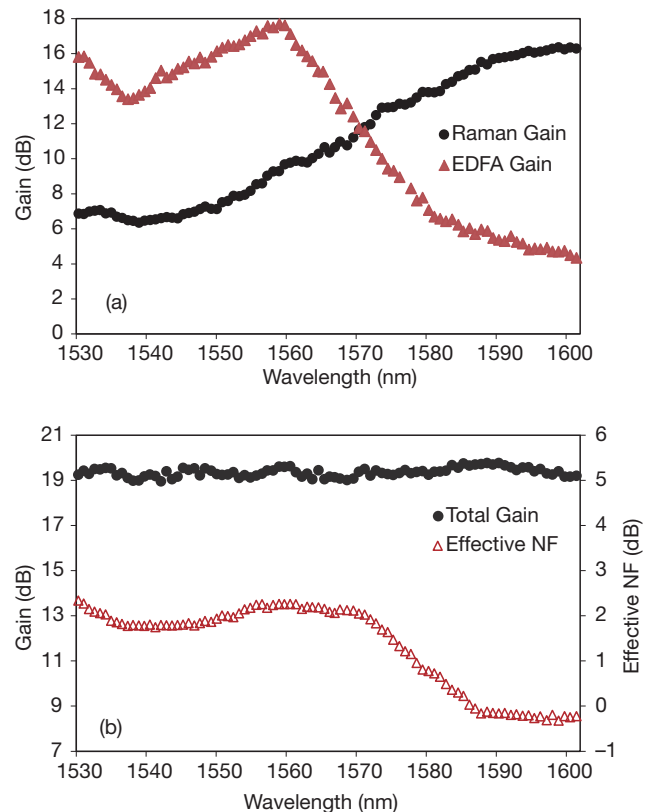 18
16
14
12
10
8
6
4
2
0
Gain (dB)
Raman Gain
EDFA Gain
(a)
1530 1540 1550 1560 1570 1580 1590 1600
Wavelength (nm)
21
19
17
15
13
11
9
7
Gain (dB)
6
5
4
3
2
1
0
–1
Effective NF (dB)
Total Gain
Effective NF
(b)
1530 1540 1550 1560 1570 1580 1590 1600
Wavelength (nm)